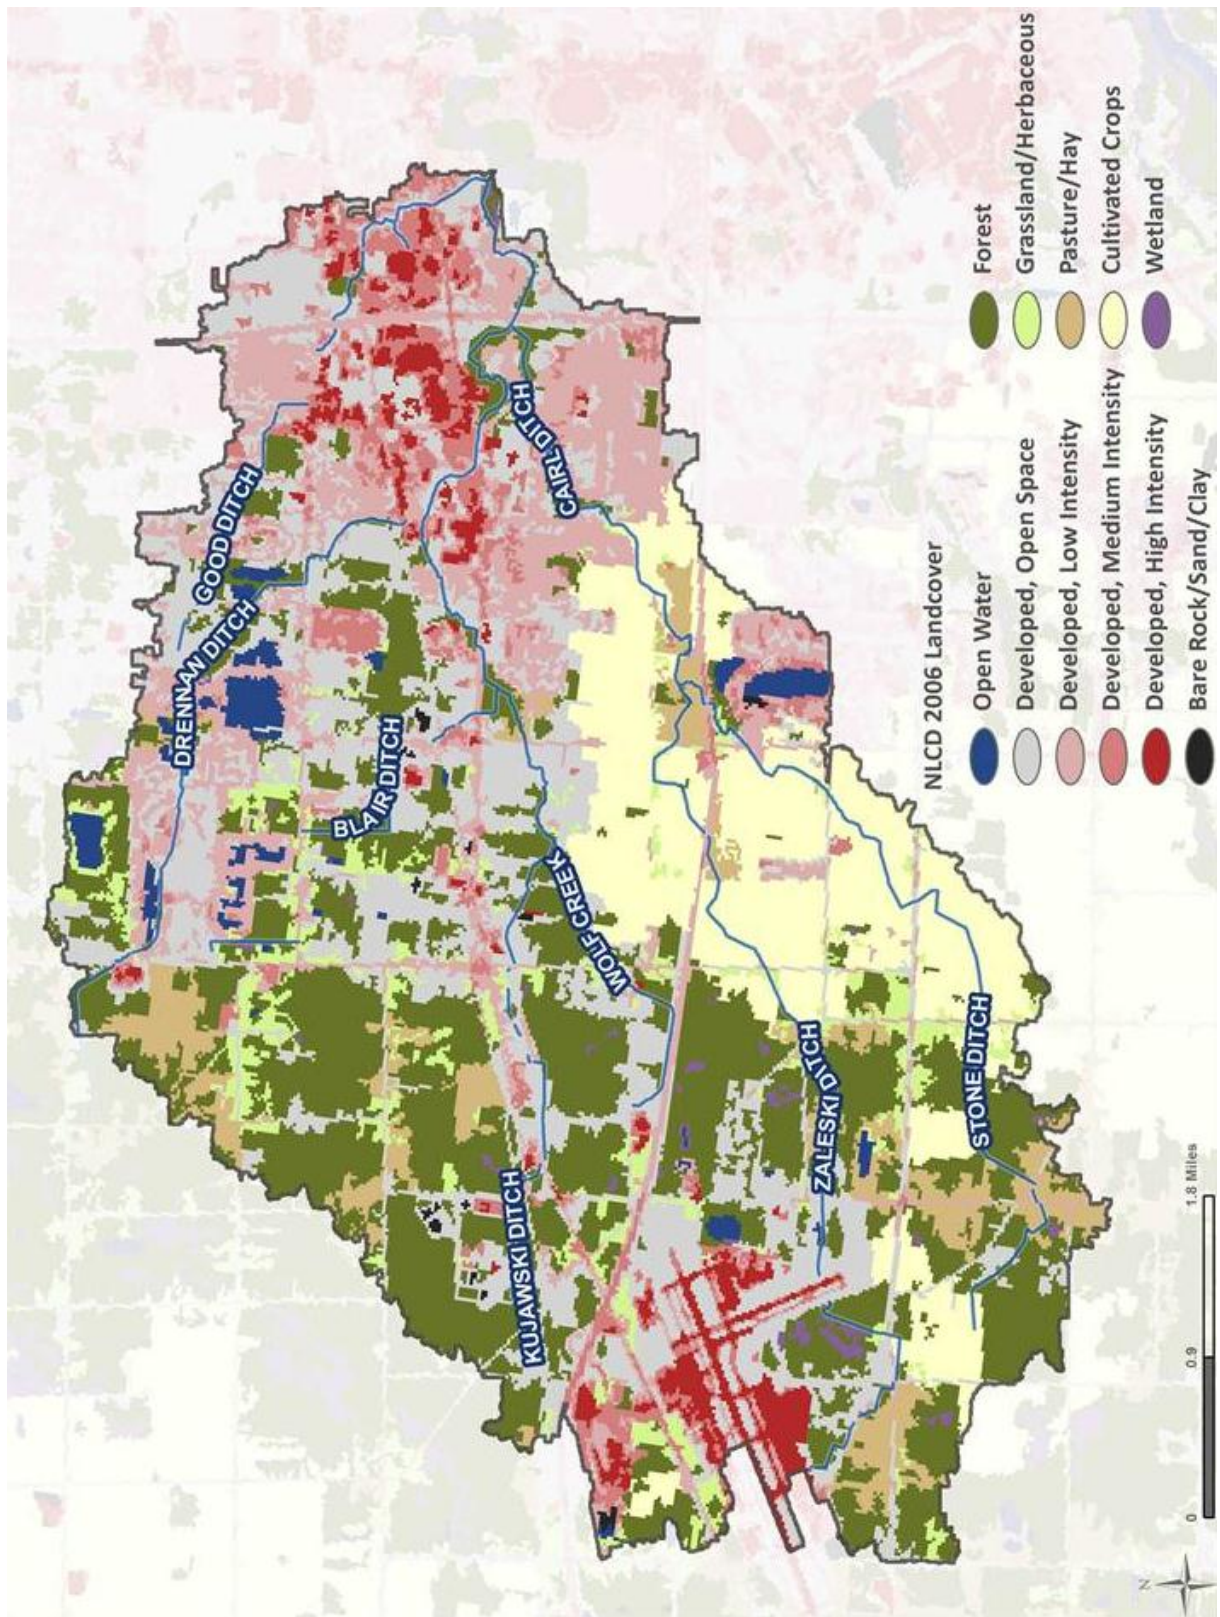 GOOD DITCH
DRENNAN DITCH
BLAIR DITCH
CAIRL DITCH
WOLF CREEK
KUJAWSKI DITCH
ZALESKI DITCH
STONE DITCH
NLCD 2006 Landcover
Open Water
Developed, Open Space
Developed, Low Intensity
Developed, Medium Intensity
Developed, High Intensity
Bare Rock/Sand/Clay
Forest
Grassland/Herbaceous
Pasture/Hay
Cultivated Crops
Wetland
N
0 0.9 1.8 Miles